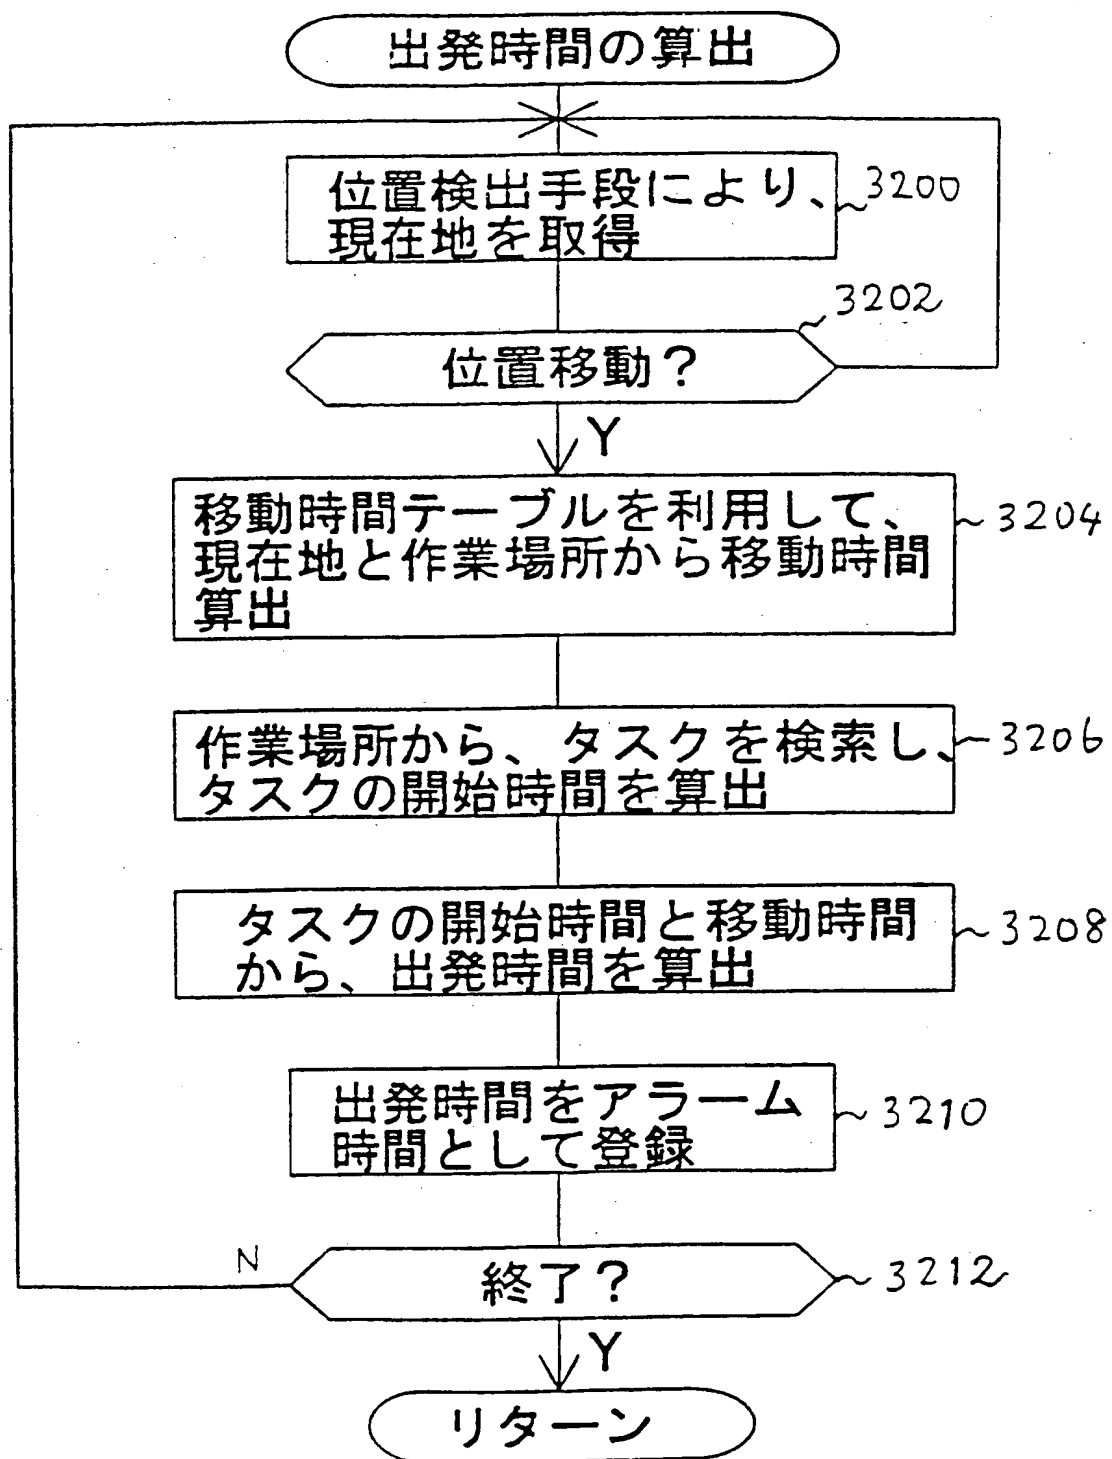 出発時間の算出
位置検出手段により、
現在地を取得
3200
3202
位置移動?
Y
移動時間テーブルを利用して、
現在地と作業場所から移動時間
算出
3204
作業場所から、タスクを検索し、
タスクの開始時間を算出
3206
タスクの開始時間と移動時間
から、出発時間を算出
3208
出発時間をアラーム
時間として登録
3210
N
終了?
3212
Y
リターン